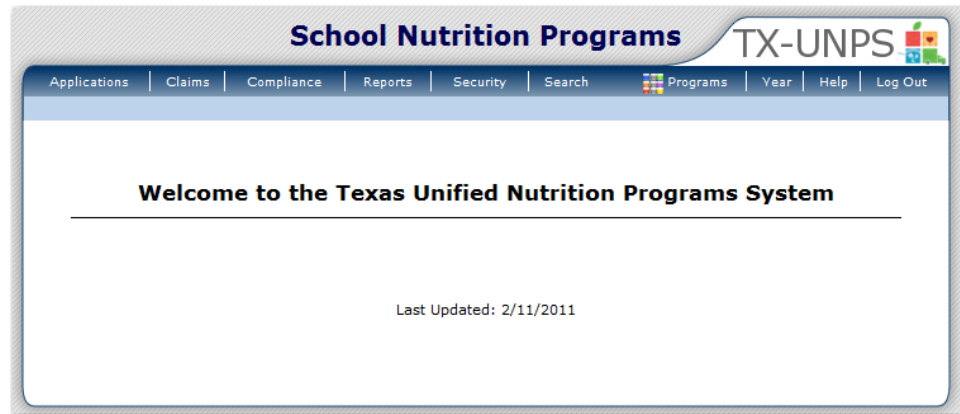 School Nutrition Programs
TX-UNPS
Applications Claims Compliance Reports Security Search Programs Year Help Log Out
Welcome to the Texas Unified Nutrition Programs System
Last Updated: 2/11/2011